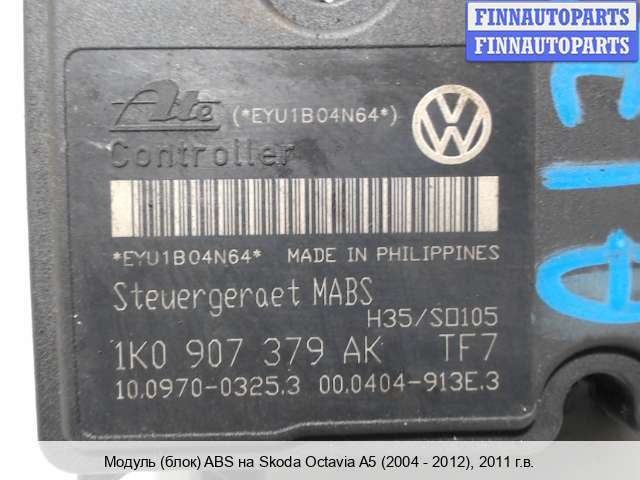 FINNAUTOPARTS
FINNAUTOPARTS
Ate (*EYU1B04N64*)
Controller
*EYU1B04N64* MADE IN PHILIPPINES
Steuergeraet MABS
H35/S0105
1K0 907 379 AK TF7
10.0970-0325.3 00.0404-913E.3
Модуль (блок) ABS на Skoda Octavia A5 (2004 - 2012), 2011 г.в.